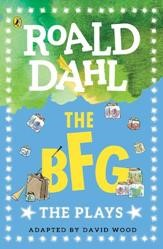 ROALD
DAHL
THE
BFG
THE PLAYS
ADAPTED BY DAVID WOOD